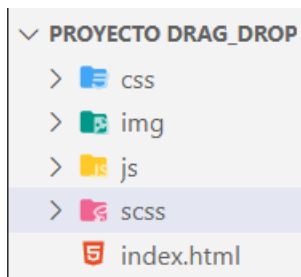 PROYECTO DRAG_DROP
css
img
js
scss
index.html